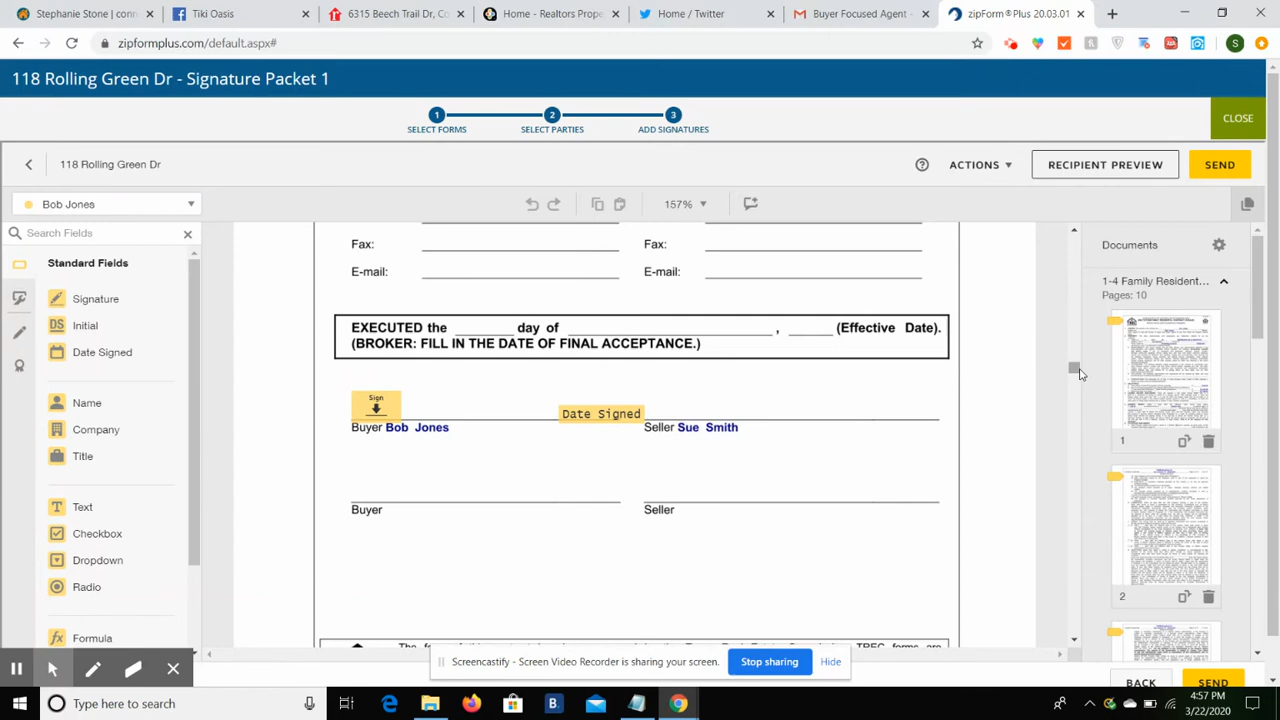 Stephanie Stone | conn
Tiki Oasis
6315 Beech Trail Dr, Co
Home - Realtors Prope
Home / Twitter
Buyer Focused Agent -
zipForm®Plus 20.03.01
zipformplus.com/default.aspx#
S
118 Rolling Green Dr - Signature Packet 1
1
2
3
SELECT FORMS
SELECT PARTIES
ADD SIGNATURES
CLOSE
118 Rolling Green Dr
ACTIONS
RECIPIENT PREVIEW
SEND
Bob Jones
157%
Search Fields
Standard Fields
Signature
DS Initial
Date Signed
Name
Company
Title
Text
Checkbox
Dropdown
Radio
Formula
Fax:
Fax:
E-mail:
E-mail:
EXECUTED the day of , (Effective Date).
(BROKER: FILL IN THE DATE OF FINAL ACCEPTANCE.)
Sign
Date Signed
Buyer Bob Jones
Seller Sue Smith
Buyer
Seller
Documents
1-4 Family Resident...
Pages: 10
1
2
Screen Video Recorder is sharing your screen.
Stop sharing
Hide
BACK
SEND
Type here to search
4:57 PM
3/22/2020